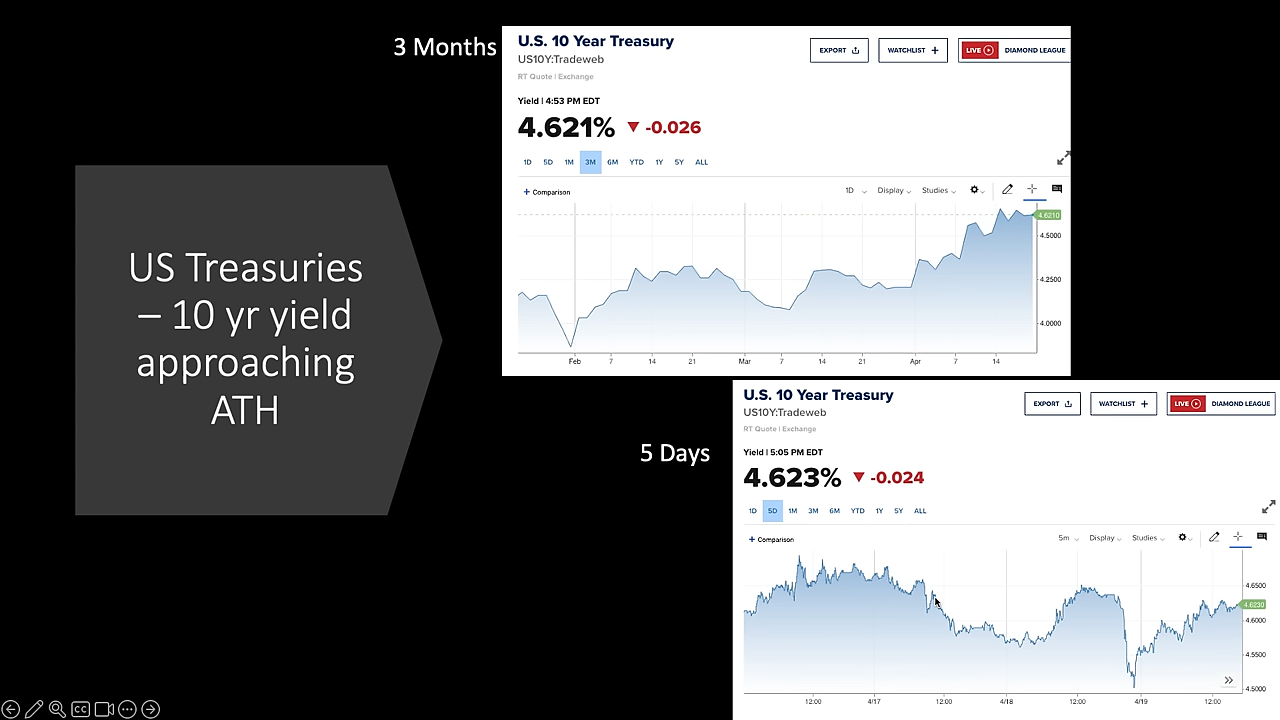 3 Months
U.S. 10 Year Treasury
US10Y:Tradeweb
RT Quote | Exchange
EXPORT
WATCHLIST +
LIVE
DIAMOND LEAGUE
Yield | 4:53 PM EDT
4.621% ▼ -0.026
1D 5D 1M 3M 6M YTD 1Y 5Y ALL
+ Comparison
1D Display Studies
4.6210
4.5000
4.2500
4.0000
Feb 7 14 21 Mar 7 14 21 Apr 7 14
US Treasuries
– 10 yr yield
approaching
ATH
5 Days
U.S. 10 Year Treasury
US10Y:Tradeweb
RT Quote | Exchange
EXPORT
WATCHLIST +
LIVE
DIAMOND LEAGUE
Yield | 5:05 PM EDT
4.623% ▼ -0.024
1D 5D 1M 3M 6M YTD 1Y 5Y ALL
+ Comparison
5m Display Studies
4.6500
4.6230
4.6000
4.5500
4.5000
12:00 4/17 12:00 4/18 12:00 4/19 12:00
CC